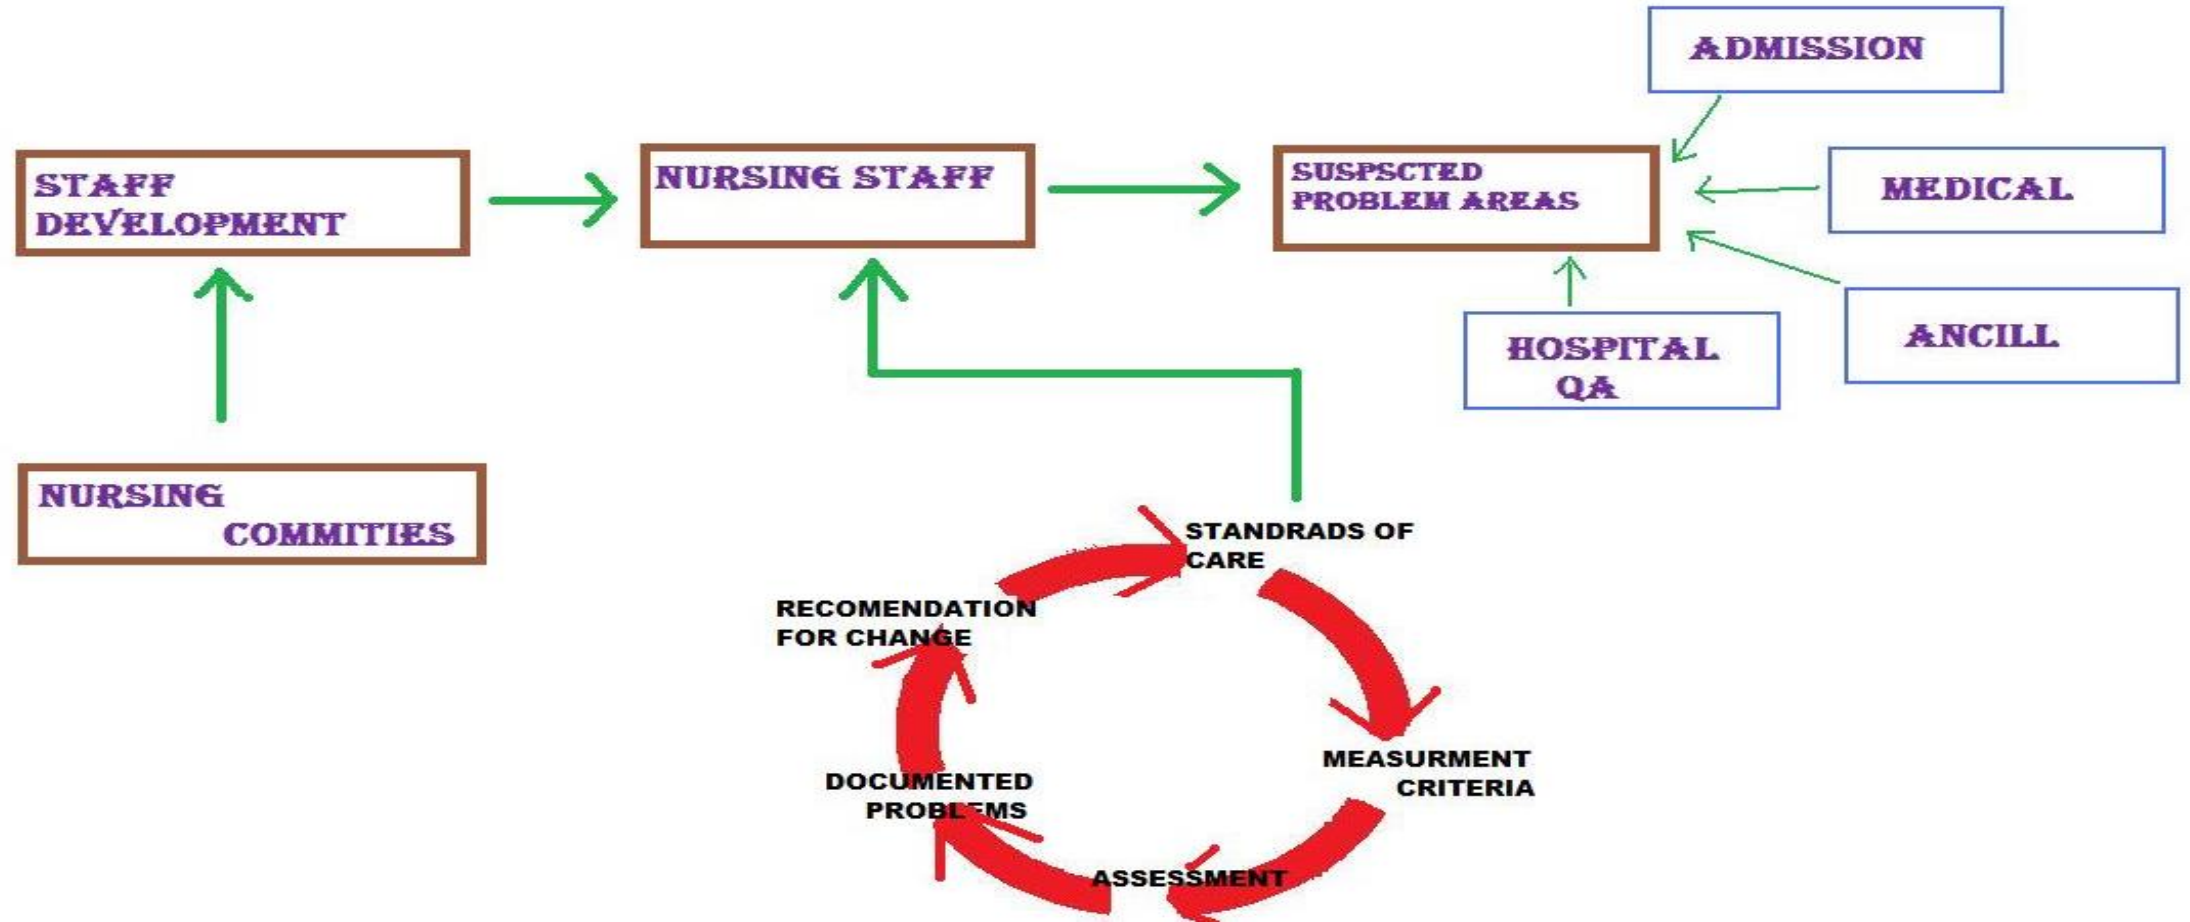 ADMISSION
STAFF
DEVELOPMENT
NURSING STAFF
SUSPSCTED
PROBLEM AREAS
MEDICAL
ANCILL
HOSPITAL
QA
NURSING
COMMITIES
STANDRADS OF
CARE
RECOMENDATION
FOR CHANGE
MEASURMENT
CRITERIA
DOCUMENTED
PROBLEMS
ASSESSMENT